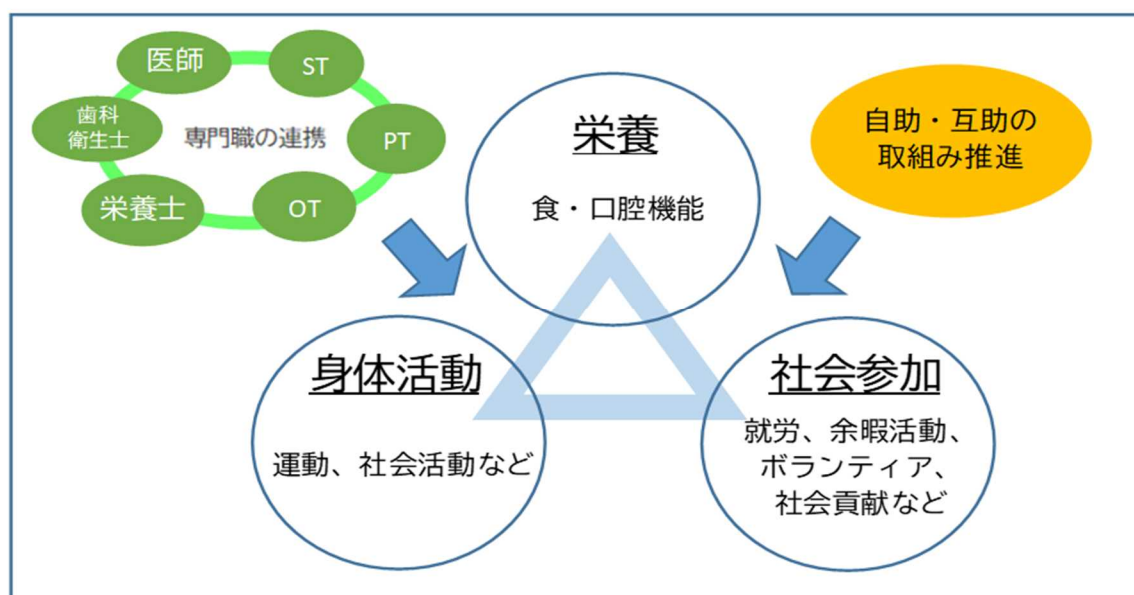 医師
ST
歯科
衛生士
専門職の連携
PT
栄養士
OT
栄養
食・口腔機能
自助・互助の
取組み推進
身体活動
運動、社会活動など
社会参加
就労、余暇活動、
ボランティア、
社会貢献など